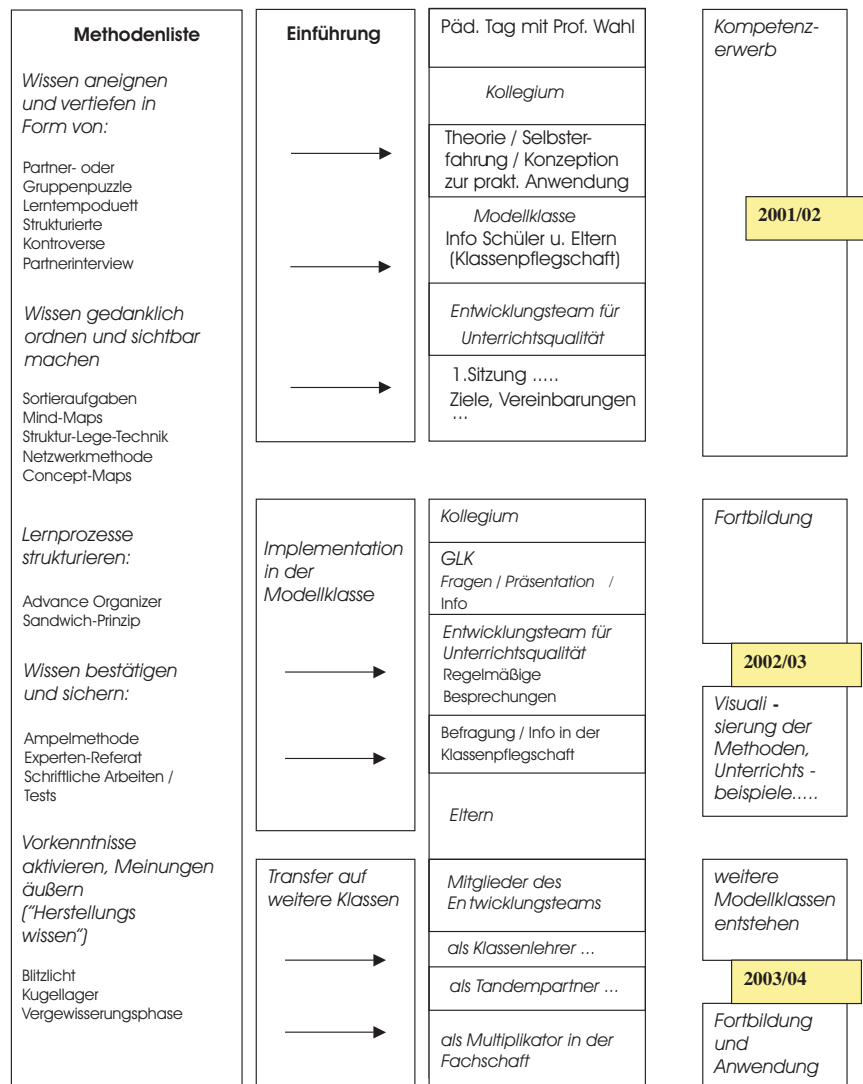 Methodenliste
Wissen aneignen
und vertiefen in
Form von:
Partner- oder
Gruppenpuzzle
Lerntempoduett
Strukturierte
Kontroverse
Partnerinterview
Wissen gedanklich
ordnen und sichtbar
machen
Sortieraufgaben
Mind-Maps
Struktur-Lege-Technik
Netzwerkmethode
Concept-Maps
Lernprozesse
strukturieren:
Advance Organizer
Sandwich-Prinzip
Wissen bestätigen
und sichern:
Ampelmethode
Experten-Referat
Schriftliche Arbeiten /
Tests
Vorkenntnisse
aktivieren, Meinungen
äußern
("Herstellungs
wissen")
Blitzlicht
Kugellager
Vergewisserungsphase
Einführung
Päd. Tag mit Prof. Wahl
Kollegium
Theorie / Selbster-
fahrung / Konzeption
zur prakt. Anwendung
Modellklasse
Info Schüler u. Eltern
(Klassenpflegschaft)
Entwicklungsteam für
Unterrichtsqualität
1.Sitzung .....
Ziele, Vereinbarungen
...
Kompetenz-
erwerb
2001/02
Implementation
in der
Modellklasse
Kollegium
GLK
Fragen / Präsentation /
Info
Entwicklungsteam für
Unterrichtsqualität
Regelmäßige
Besprechungen
Befragung / Info in der
Klassenpflegschaft
Eltern
Fortbildung
2002/03
Visuali -
sierung der
Methoden,
Unterrichts -
beispiele.....
Transfer auf
weitere Klassen
Mitglieder des
En twicklungsteams
als Klassenlehrer ...
als Tandempartner ...
als Multiplikator in der
Fachschaft
weitere
Modellklassen
entstehen
2003/04
Fortbildung
und
Anwendung